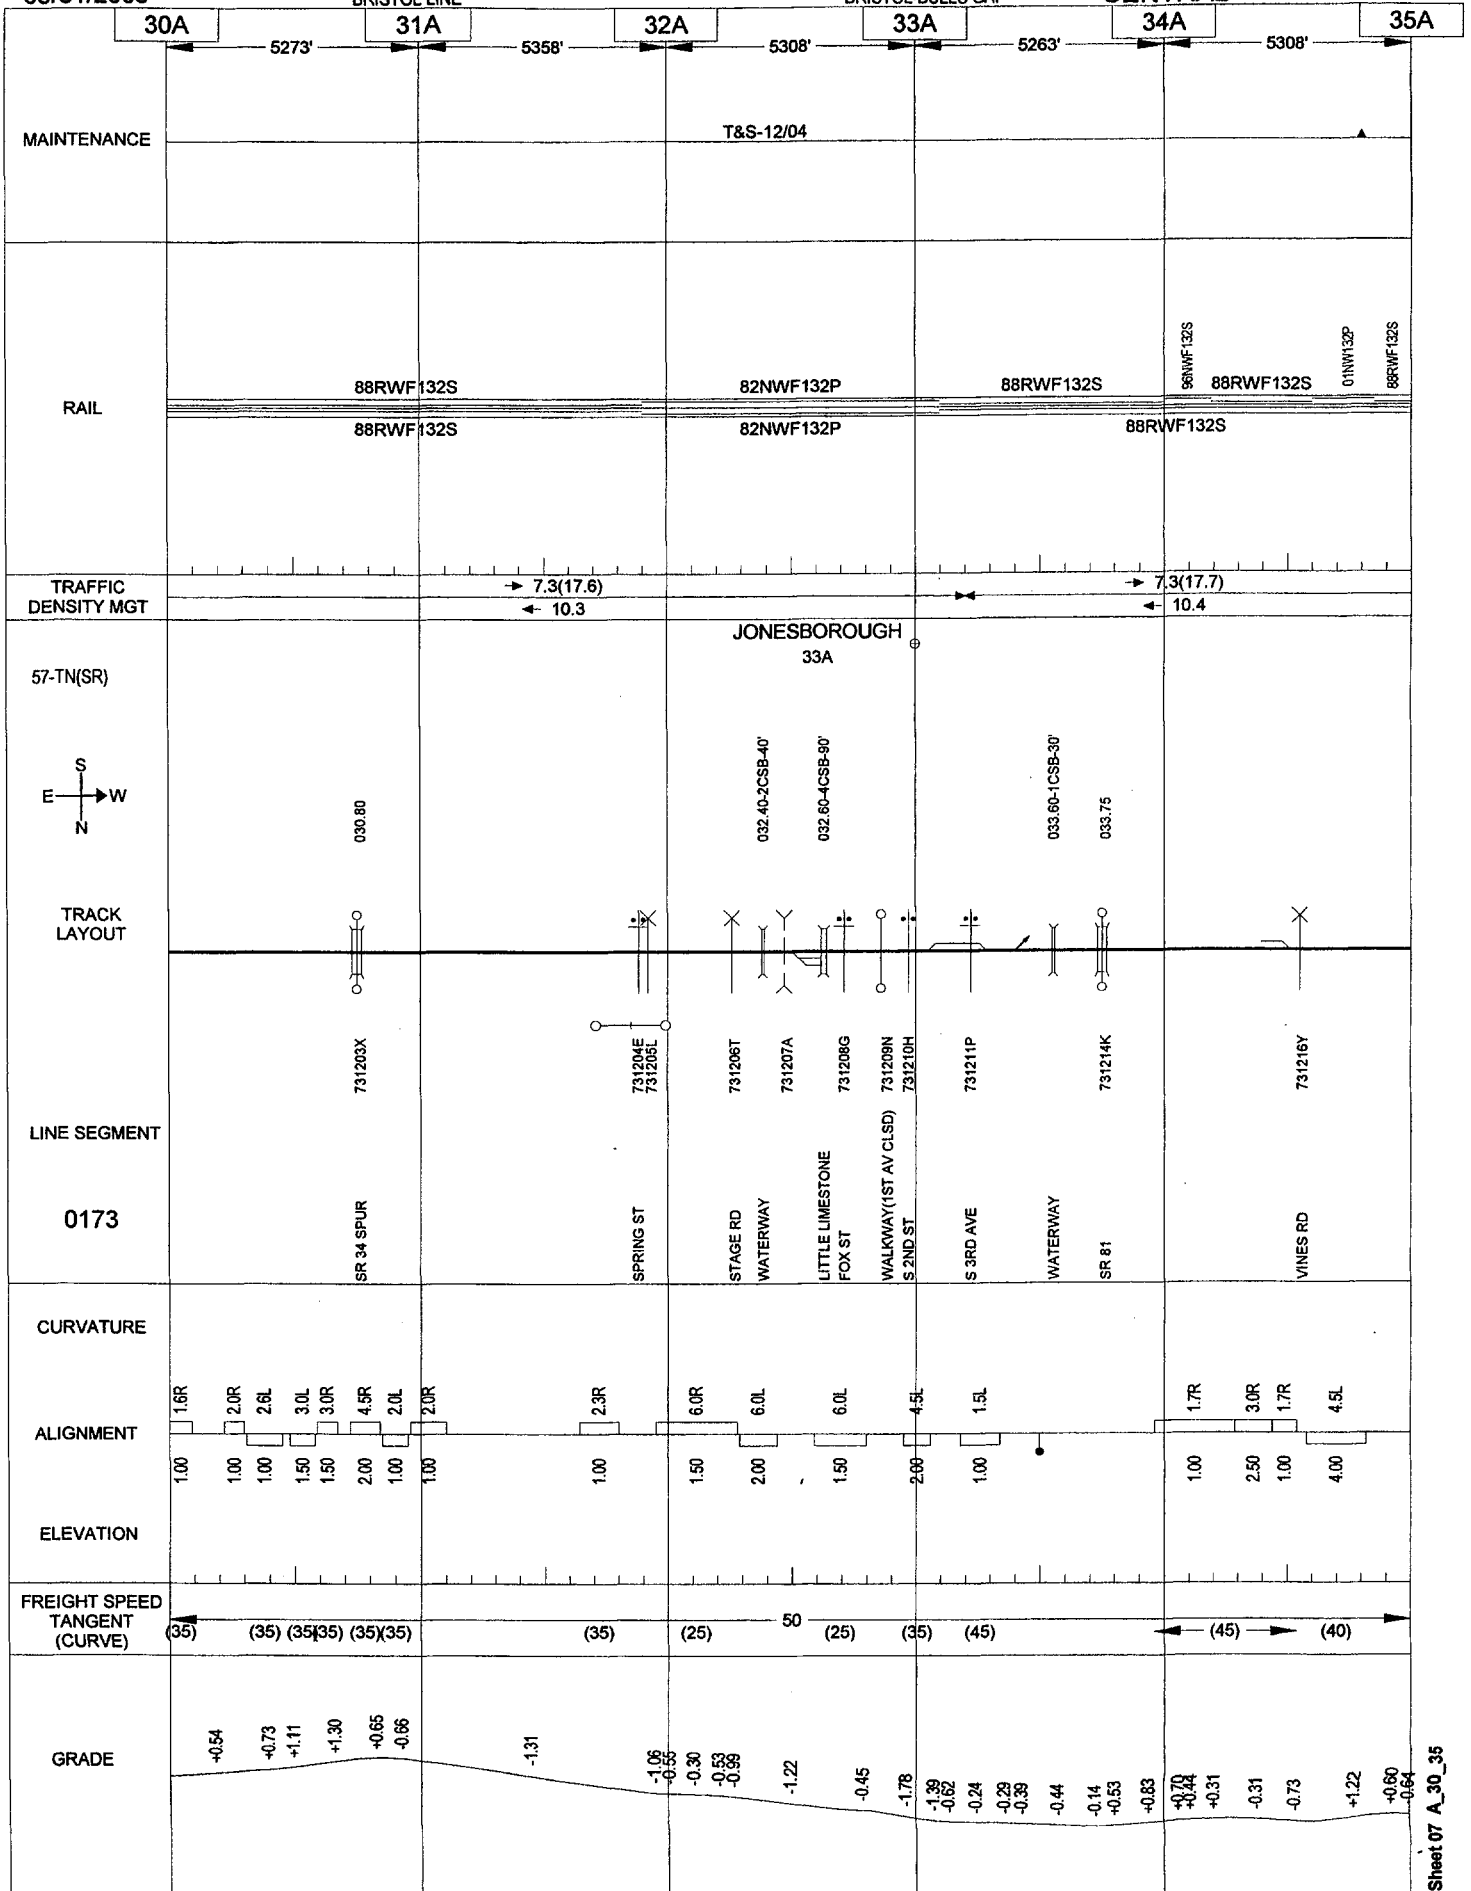 30A 31A 32A 33A 34A 35A
5273' 5358' 5308' 5263' 5308'
MAINTENANCE
T&S-12/04
RAIL
88RWF132S 82NWF132P 88RWF132S 96NWF132S 88RWF132S 01NW132P 88RWF132S
88RWF132S 82NWF132P 88RWF132S
TRAFFIC
DENSITY MGT
7.3(17.6) 7.3(17.7)
10.3 10.4
JONESBOROUGH
33A
57-TN(SR)
S
E W
N
030.80 032.40-2CSB-40' 032.60-4CSB-90' 033.60-1CSB-30' 033.75
TRACK
LAYOUT
731203X 731204E 731205L 731206T 731207A 731208G 731209N 731210H 731211P 731214K 731216Y
LINE SEGMENT
0173
SR 34 SPUR SPRING ST STAGE RD WATERWAY LITTLE LIMESTONE FOX ST WALKWAY(1ST AV CLSD) S 2ND ST S 3RD AVE WATERWAY SR 81 VINES RD
CURVATURE
1.6R 2.0R 2.6L 3.0L 3.0R 4.5R 2.0L 2.0R 2.3R 6.0R 6.0L 6.0L 4.5L 1.5L 1.7R 3.0R 1.7R 4.5L
ALIGNMENT
1.00 1.00 1.00 1.50 1.50 2.00 1.00 1.00 1.00 1.50 2.00 1.50 2.00 1.00 1.00 2.50 1.00 4.00
ELEVATION
FREIGHT SPEED
TANGENT
(CURVE)
50
(35) (35) (35) (35) (35) (35) (35) (25) (25) (35) (45) (45) (40)
GRADE
+0.54 +0.73 +1.11 +1.30 +0.65 -0.66 -1.31 -1.06 -0.55 -0.30 -0.53 -0.99 -1.22 -0.45 -1.78 -1.39 -0.62 -0.24 -0.29 -0.39 -0.44 -0.14 +0.53 +0.83 +0.70 +0.44 +0.31 -0.31 -0.73 +1.22 +0.60 -0.64
Sheet 07 A_30_35